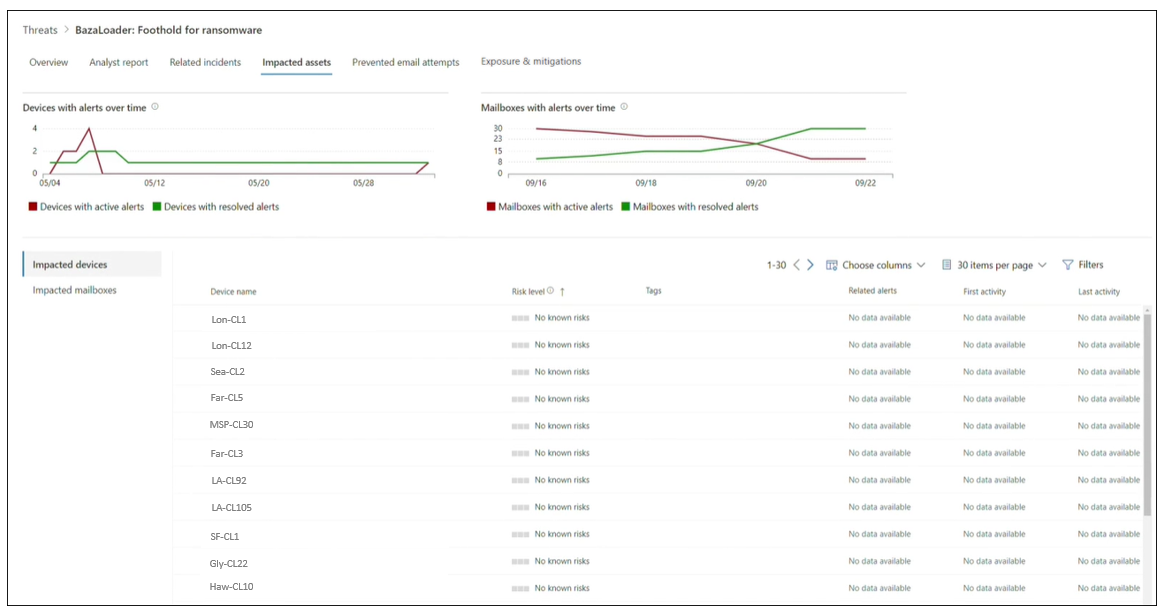 Threats > BazaLoader: Foothold for ransomware
Overview Analyst report Related incidents Impacted assets Prevented email attempts Exposure & mitigations
Devices with alerts over time
4
2
0
05/04 05/12 05/20 05/28
Devices with active alerts Devices with resolved alerts
Mailboxes with alerts over time
30
23
15
8
0
09/16 09/18 09/20 09/22
Mailboxes with active alerts Mailboxes with resolved alerts
Impacted devices
Impacted mailboxes
1-30 < > Choose columns 30 items per page Filters
Device name Risk level ↑ Tags Related alerts First activity Last activity
Lon-CL1 No known risks No data available No data available No data available
Lon-CL12 No known risks No data available No data available No data available
Sea-CL2 No known risks No data available No data available No data available
Far-CL5 No known risks No data available No data available No data available
MSP-CL30 No known risks No data available No data available No data available
Far-CL3 No known risks No data available No data available No data available
LA-CL92 No known risks No data available No data available No data available
LA-CL105 No known risks No data available No data available No data available
SF-CL1 No known risks No data available No data available No data available
Gly-CL22 No known risks No data available No data available No data available
Haw-CL10 No known risks No data available No data available No data available